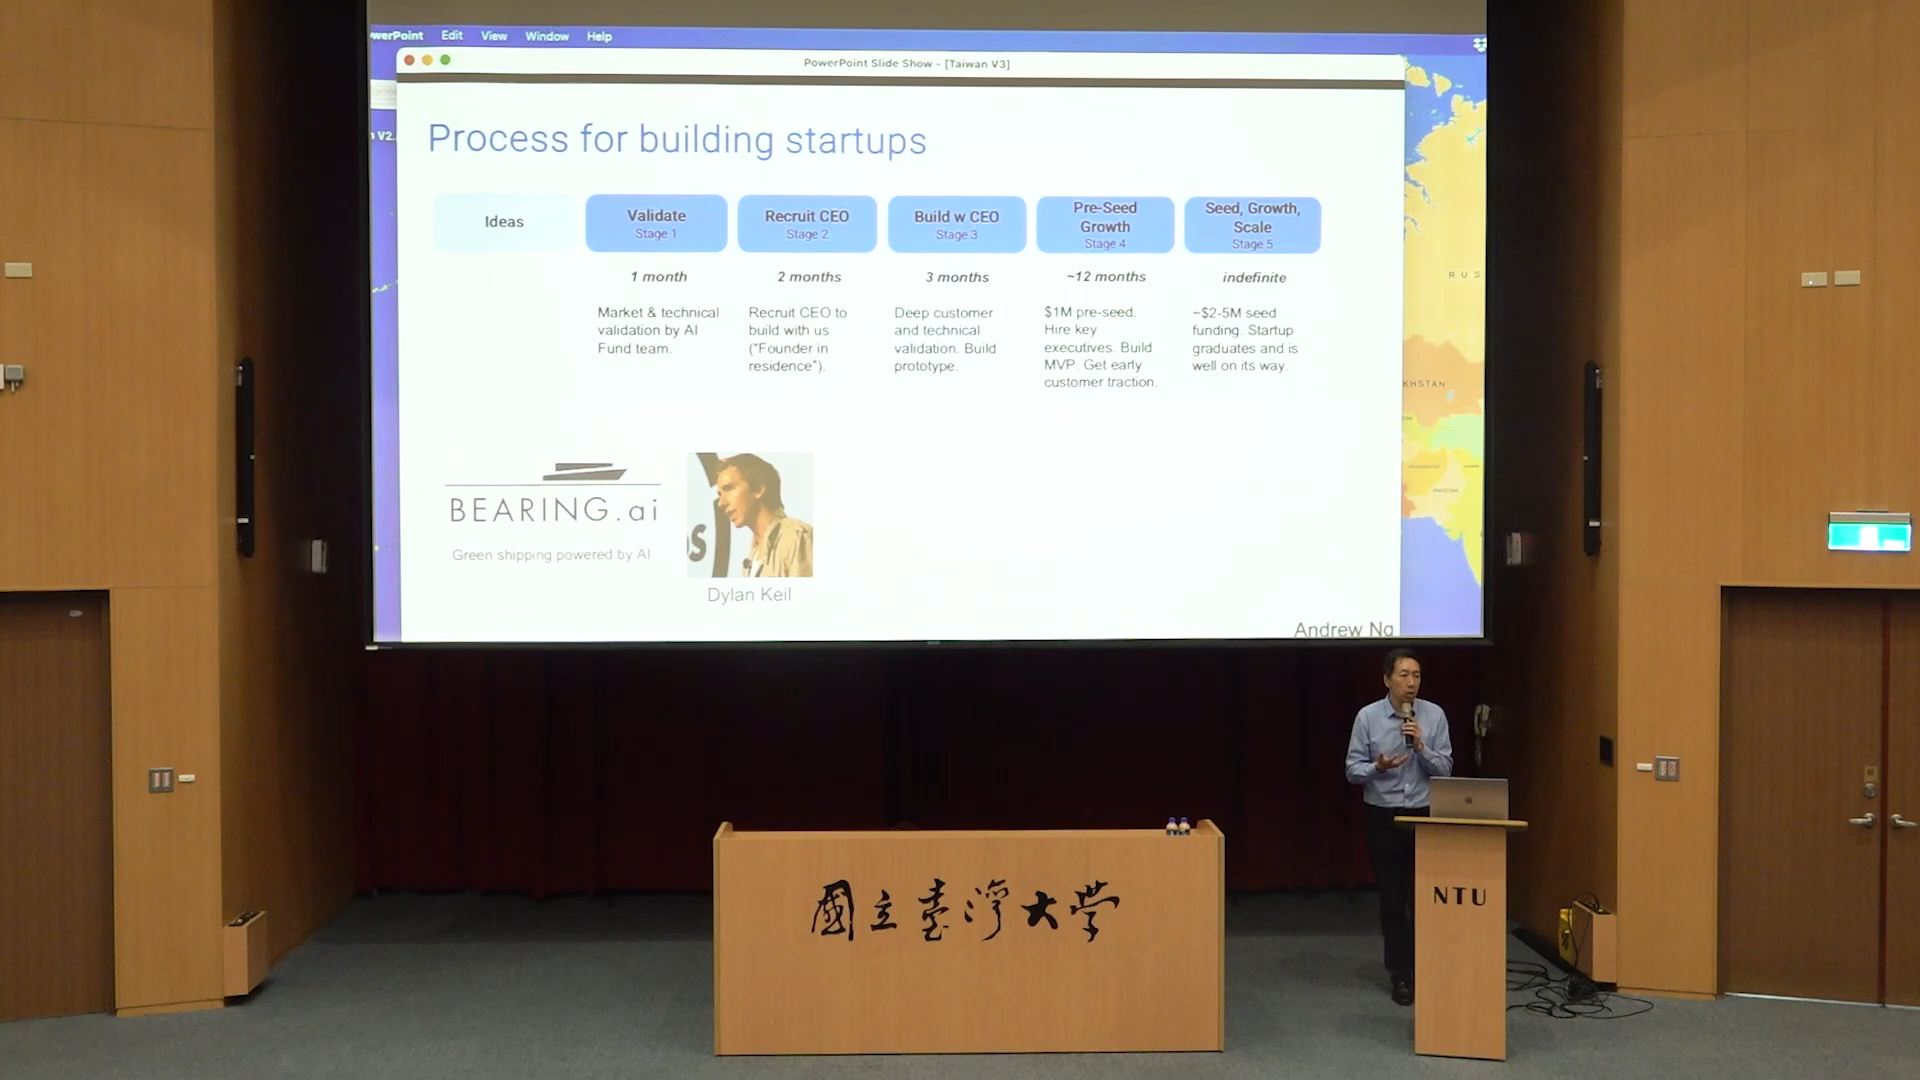 werPoint Edit View Window Help
PowerPoint Slide Show - [Taiwan V3]
V2.
Process for building startups
Ideas
Validate
Stage 1
Recruit CEO
Stage 2
Build w CEO
Stage 3
Pre-Seed
Growth
Stage 4
Seed, Growth,
Scale
Stage 5
1 month
2 months
3 months
~12 months
indefinite
Market & technical
validation by AI
Fund team.
Recruit CEO to
build with us
("Founder in
residence").
Deep customer
and technical
validation. Build
prototype.
$1M pre-seed.
Hire key
executives. Build
MVP. Get early
customer traction.
~$2-5M seed
funding. Startup
graduates and is
well on its way.
RUS
KHSTAN
BEARING.ai
Green shipping powered by AI
Dylan Keil
Andrew Ng
國立臺灣大學
NTU